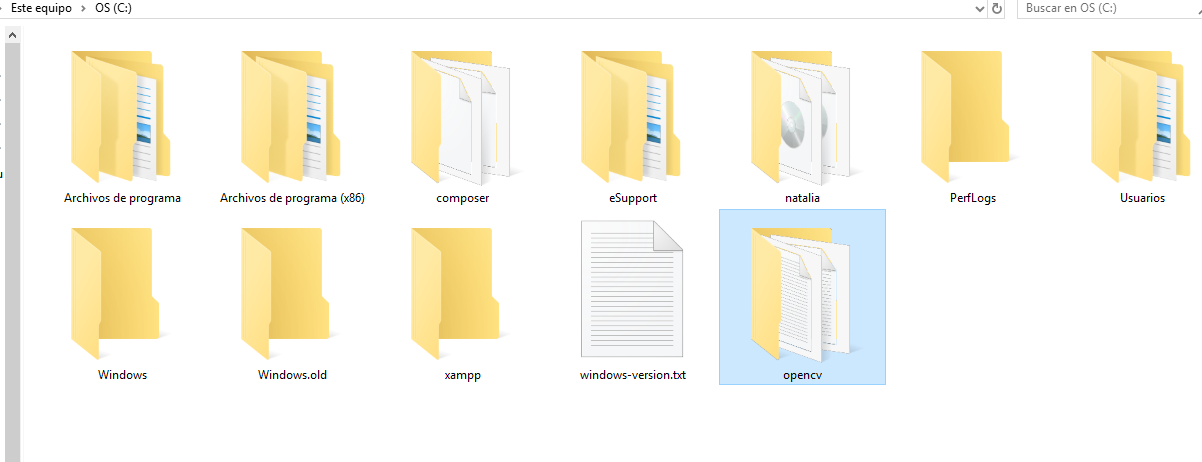 Este equipo > OS (C:)
Buscar en OS (C:)
Archivos de programa
Archivos de programa (x86)
composer
eSupport
natalia
PerfLogs
Usuarios
Windows
Windows.old
xampp
windows-version.txt
opencv